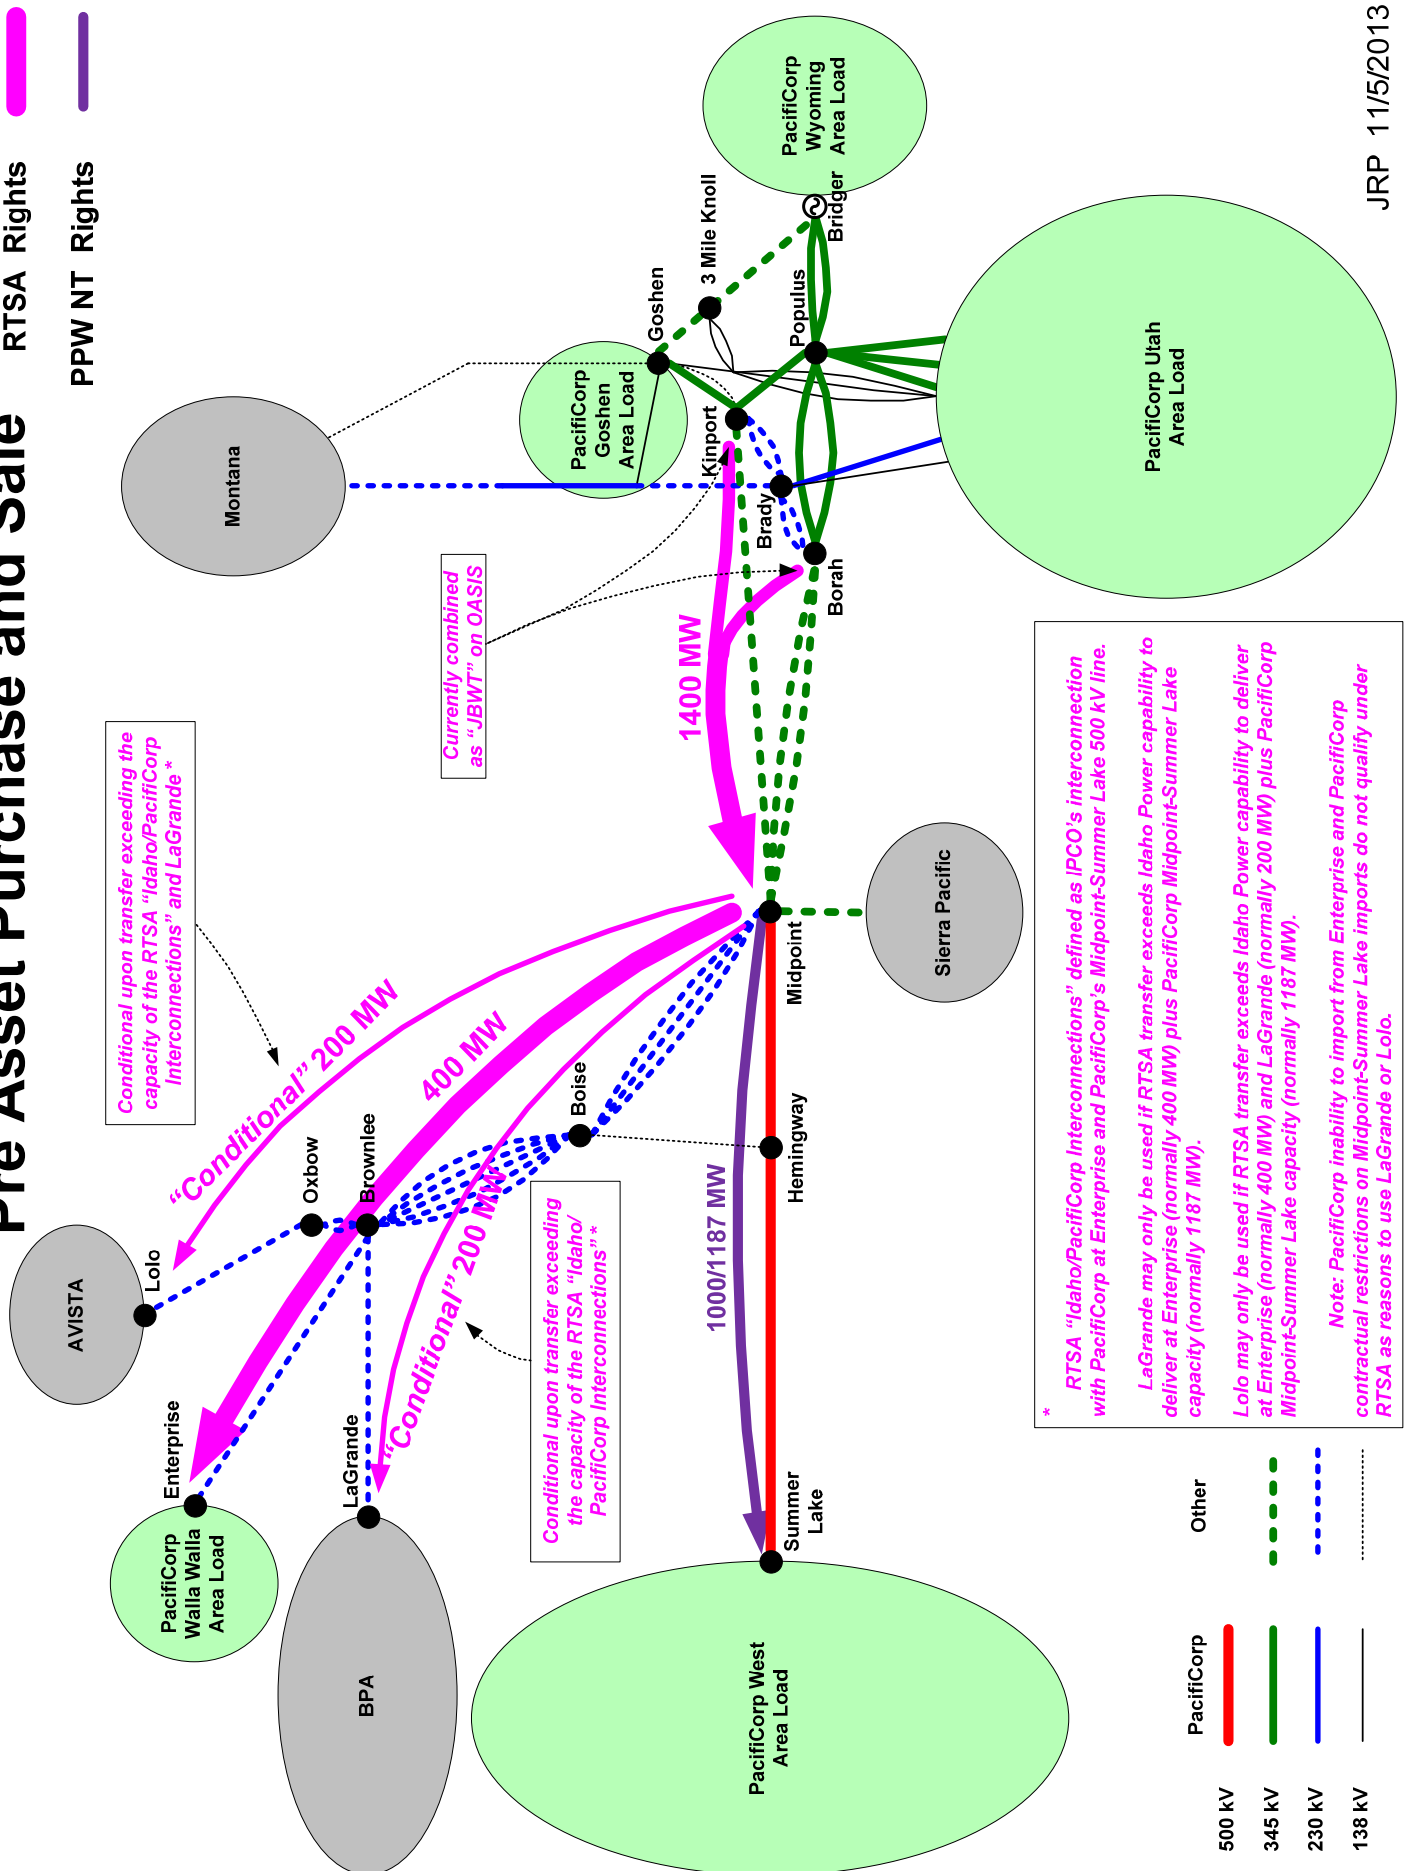 Pre Asset Purchase and Sale
RTSA Rights
PPW NT Rights
AVISTA
Lolo
Oxbow
Brownlee
Enterprise
PacifiCorp
Walla Walla
Area Load
LaGrande
BPA
Boise
Conditional upon transfer exceeding the
capacity of the RTSA “Idaho/PacifiCorp
Interconnections” and LaGrande *
“Conditional” 200 MW
400 MW
“Conditional” 200 MW
Conditional upon transfer exceeding
the capacity of the RTSA “Idaho/
PacifiCorp Interconnections” *
Montana
Currently combined
as “JBWT” on OASIS
PacifiCorp
Goshen
Area Load
Goshen
3 Mile Knoll
Kinport
Brady
Borah
Populus
Bridger
PacifiCorp
Wyoming
Area Load
1400 MW
1000/1187 MW
Midpoint
Hemingway
Summer
Lake
PacifiCorp West
Area Load
Sierra Pacific
PacifiCorp Utah
Area Load
*
RTSA “Idaho/PacifiCorp Interconnections” defined as IPCO’s interconnection
with PacifiCorp at Enterprise and PacifiCorp’s Midpoint-Summer Lake 500 kV line.
LaGrande may only be used if RTSA transfer exceeds Idaho Power capability to
deliver at Enterprise (normally 400 MW) plus PacifiCorp Midpoint-Summer Lake
capacity (normally 1187 MW).
Lolo may only be used if RTSA transfer exceeds Idaho Power capability to deliver
at Enterprise (normally 400 MW) and LaGrande (normally 200 MW) plus PacifiCorp
Midpoint-Summer Lake capacity (normally 1187 MW).
Note: PacifiCorp inability to import from Enterprise and PacifiCorp
contractual restrictions on Midpoint-Summer Lake imports do not qualify under
RTSA as reasons to use LaGrande or Lolo.
PacifiCorp
Other
500 kV
345 kV
230 kV
138 kV
JRP 11/5/2013